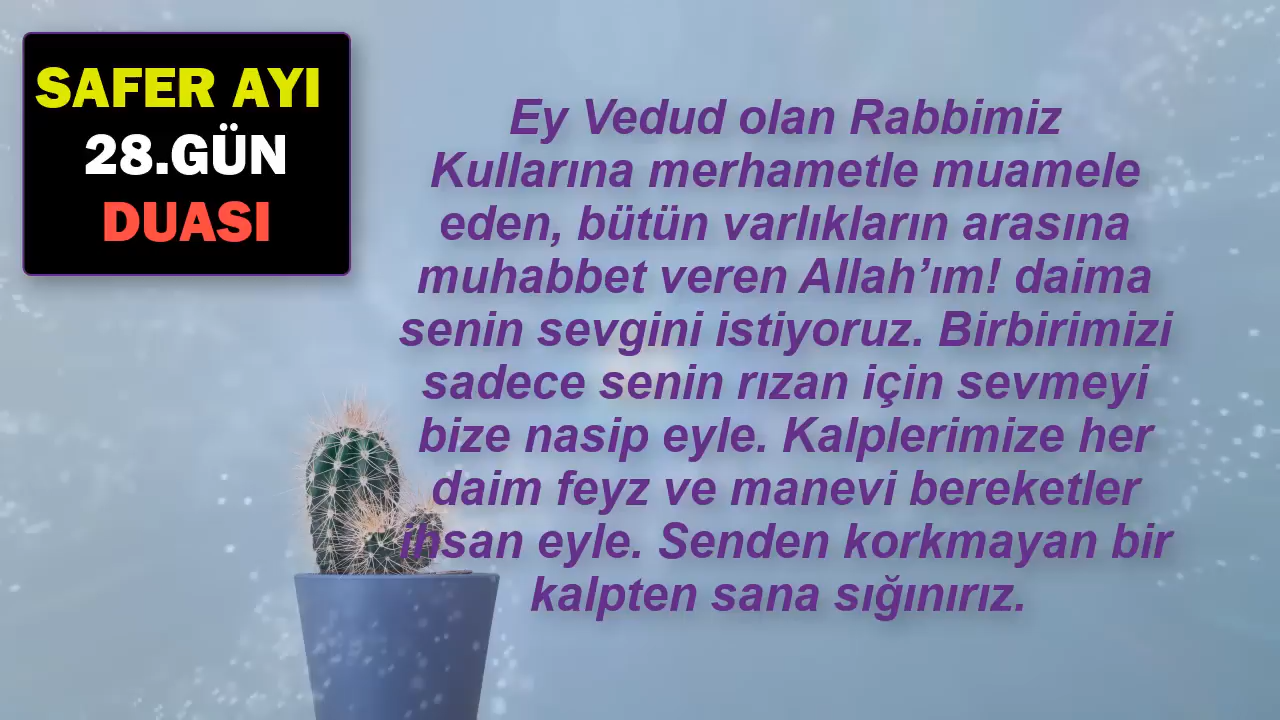 SAFER AYI
28.GÜN
DUASI
Ey Vedud olan Rabbimiz
Kullarına merhametle muamele
eden, bütün varlıkların arasına
muhabbet veren Allah’ım! daima
senin sevgini istiyoruz. Birbirimizi
sadece senin rızan için sevmeyi
bize nasip eyle. Kalplerimize her
daim feyz ve manevi bereketler
ihsan eyle. Senden korkmayan bir
kalpten sana sığınırız.